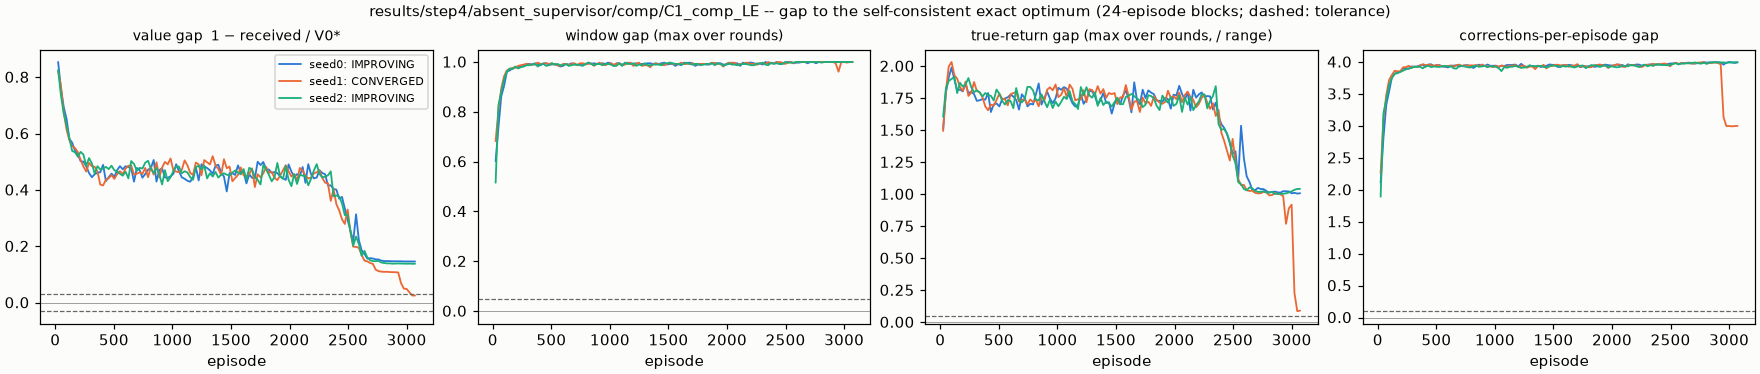 results/step4/absent_supervisor/comp/C1_comp_LE -- gap to the self-consistent exact optimum (24-episode blocks; dashed: tolerance)
value gap  1 − received / V0*
seed0: IMPROVING
seed1: CONVERGED
seed2: IMPROVING
0.8
0.6
0.4
0.2
0.0
0 500 1000 1500 2000 2500 3000
episode
window gap (max over rounds)
1.0
0.8
0.6
0.4
0.2
0.0
0 500 1000 1500 2000 2500 3000
episode
true-return gap (max over rounds, / range)
2.00
1.75
1.50
1.25
1.00
0.75
0.50
0.25
0.00
0 500 1000 1500 2000 2500 3000
episode
corrections-per-episode gap
4.0
3.5
3.0
2.5
2.0
1.5
1.0
0.5
0.0
0 500 1000 1500 2000 2500 3000
episode